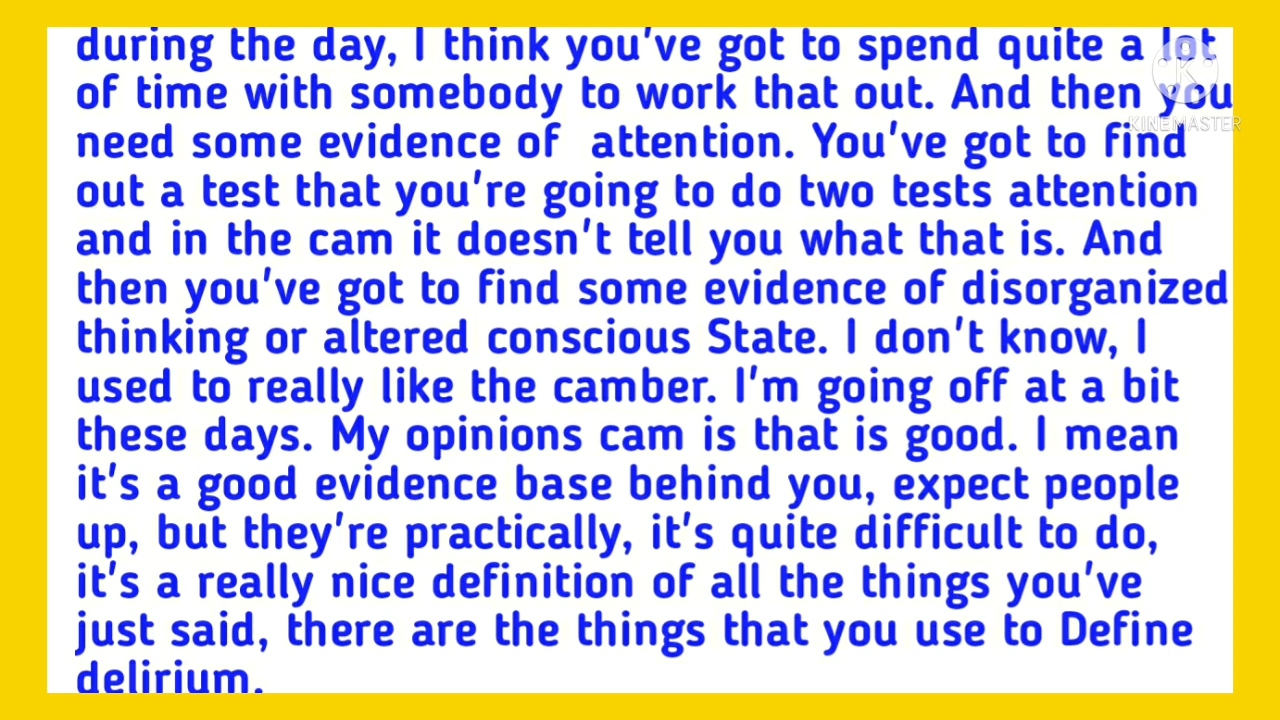 during the day, I think you've got to spend quite a lot
of time with somebody to work that out. And then you
need some evidence of  attention. You've got to find
out a test that you're going to do two tests attention
and in the cam it doesn't tell you what that is. And
then you've got to find some evidence of disorganized
thinking or altered conscious State. I don't know, I
used to really like the camber. I'm going off at a bit
these days. My opinions cam is that is good. I mean
it's a good evidence base behind you, expect people
up, but they're practically, it's quite difficult to do,
it's a really nice definition of all the things you've
just said, there are the things that you use to Define
delirium.
K
KINEMASTER